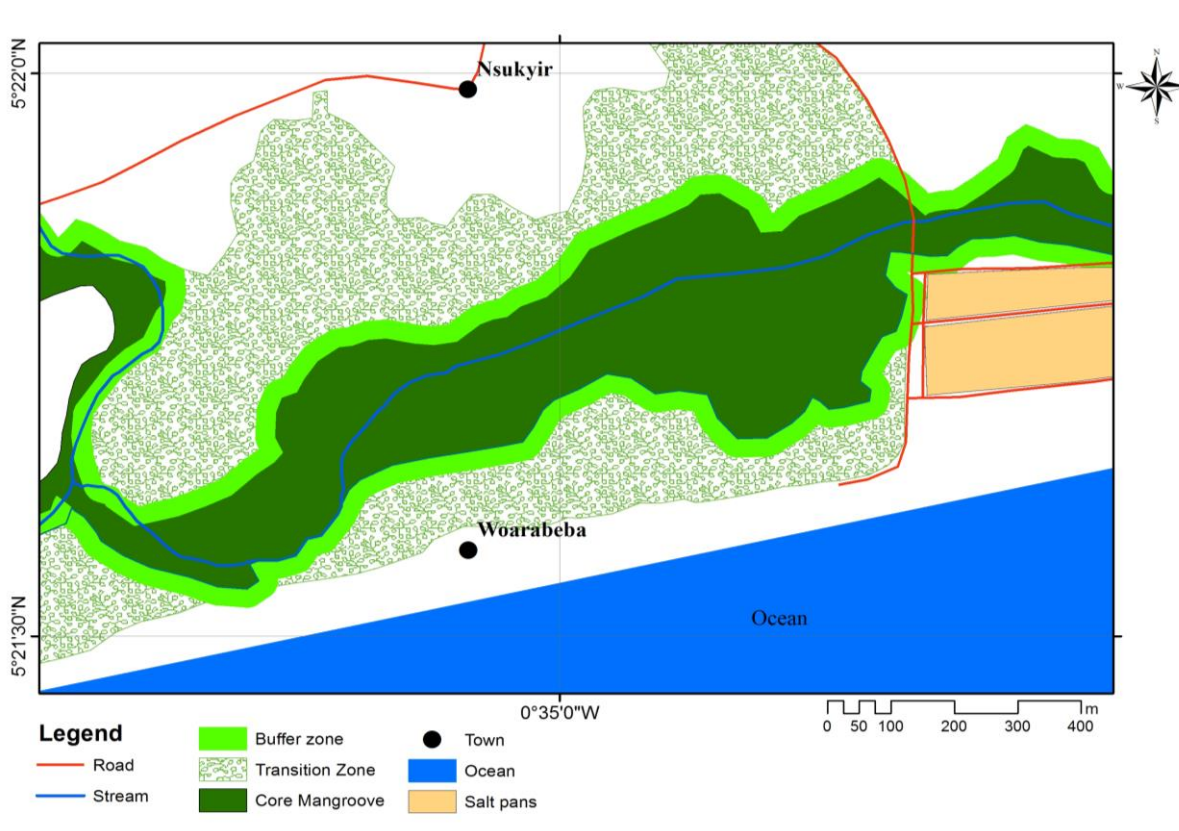 N
W
S
5°22'0"N
Nsukyir
Woarabeba
5°21'30"N
Ocean
0°35'0"W
0 50 100 200 300 400 m
Legend
Road
Stream
Buffer zone
Transition Zone
Core Mangroove
Town
Ocean
Salt pans